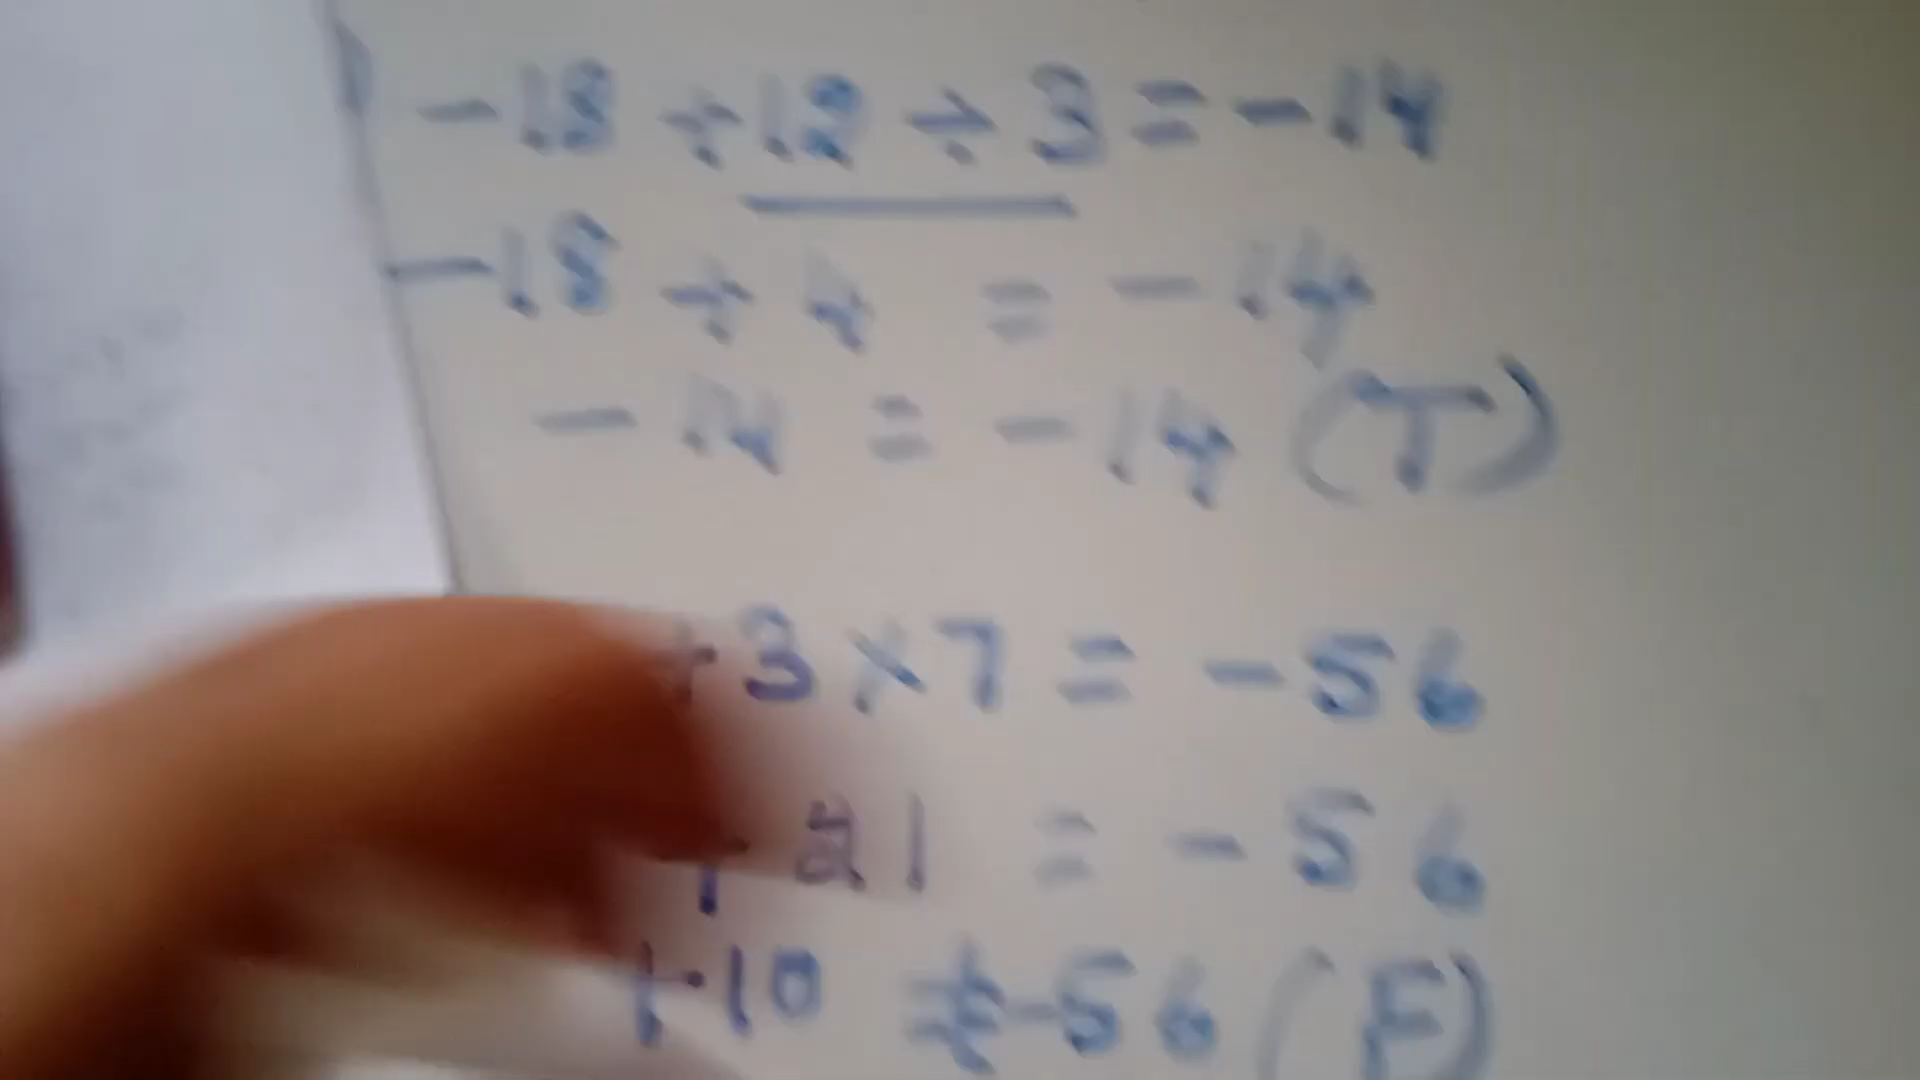 -18 ÷ 12 ÷ 3 = -14
-18 ÷ 4 = -14
-14 = -14 (T)
+ 3 × 7 = -56
+ 21 = -56
10 ≠ -56 (F)